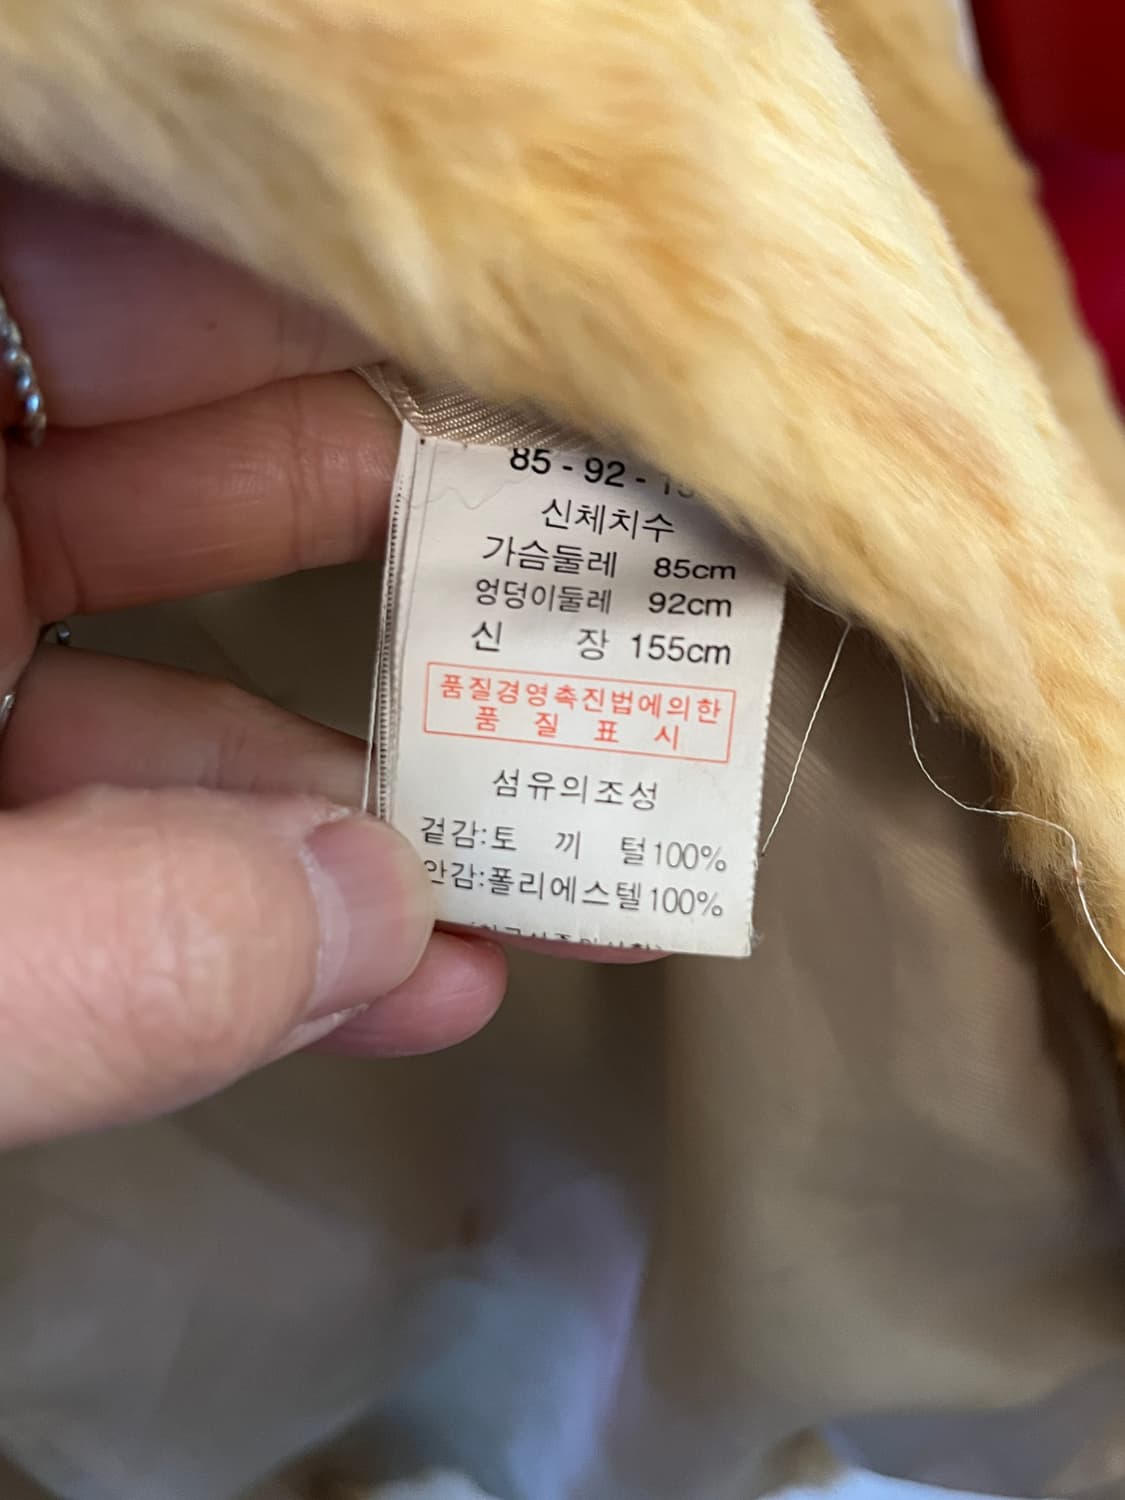 85 - 92 -
신체치수
가슴둘레 85cm
엉덩이둘레 92cm
신 장 155cm
품질경영촉진법에의한
품 질 표 시
섬유의조성
겉감:토 끼 털100%
안감:폴리에스텔100%